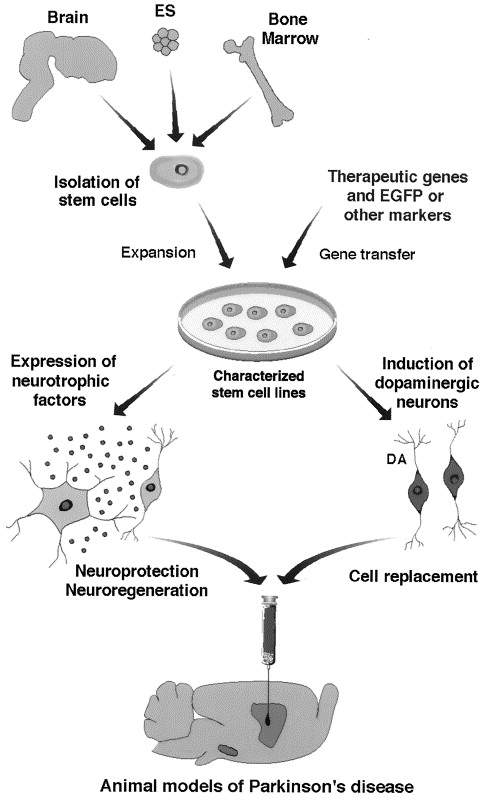 Brain
ES
Bone
Marrow
Isolation of
stem cells
Therapeutic genes
and EGFP or
other markers
Expansion
Gene transfer
Expression of
neurotrophic
factors
Characterized
stem cell lines
Induction of
dopaminergic
neurons
DA
Neuroprotection
Neuroregeneration
Cell replacement
Animal models of Parkinson's disease